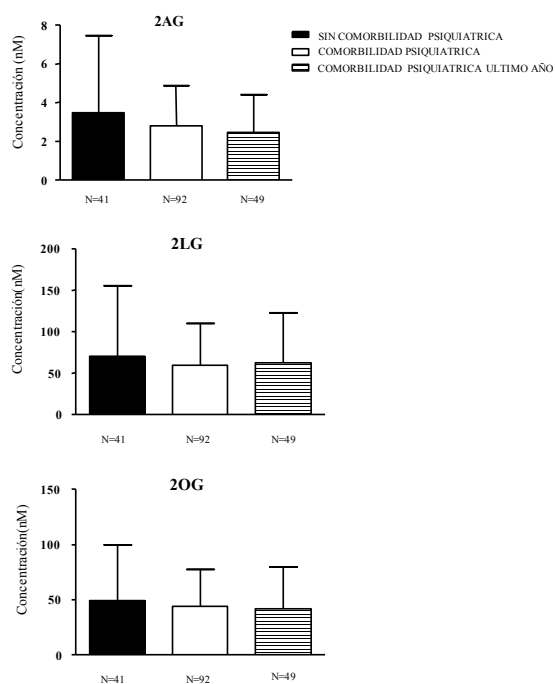 2AG
SIN COMORBILIDAD PSIQUIATRICA
COMORBILIDAD PSIQUIATRICA
COMORBILIDAD PSIQUIATRICA ULTIMO AÑO
Concentración (nM)
8
6
4
2
0
N=41 N=92 N=49
2LG
Concentración(nM)
200
150
100
50
0
N=41 N=92 N=49
2OG
Concentración(nM)
150
100
50
0
N=41 N=92 N=49